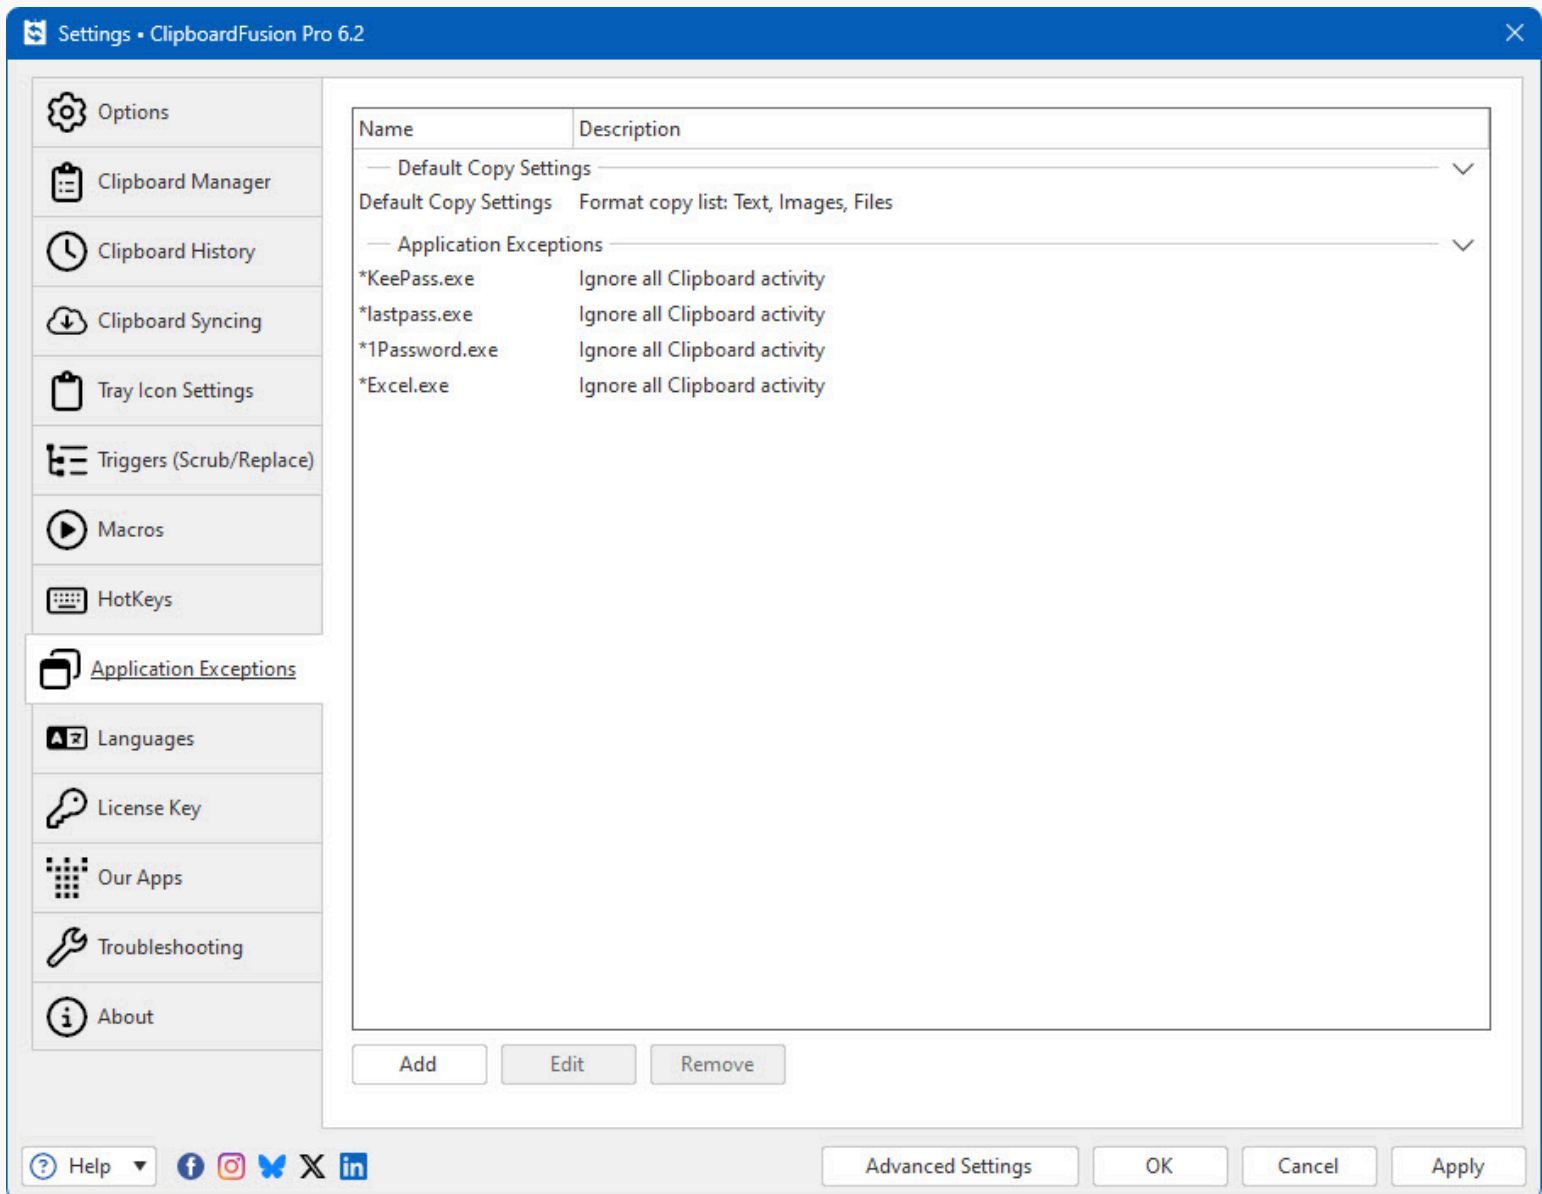 Settings • ClipboardFusion Pro 6.2
Options
Clipboard Manager
Clipboard History
Clipboard Syncing
Tray Icon Settings
Triggers (Scrub/Replace)
Macros
HotKeys
Application Exceptions
Languages
License Key
Our Apps
Troubleshooting
About
Name Description
Default Copy Settings
Default Copy Settings Format copy list: Text, Images, Files
Application Exceptions
*KeePass.exe Ignore all Clipboard activity
*lastpass.exe Ignore all Clipboard activity
*1Password.exe Ignore all Clipboard activity
*Excel.exe Ignore all Clipboard activity
Add Edit Remove
Help Advanced Settings OK Cancel Apply